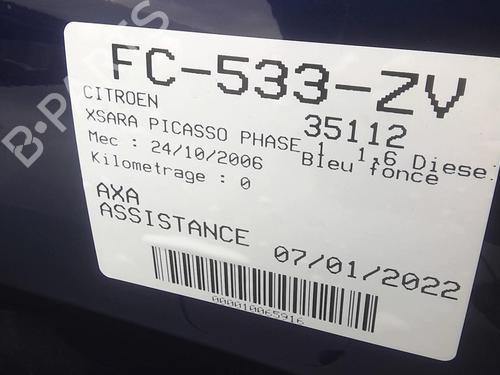 FC-533-ZV
CITROEN
35112
XSARA PICASSO PHASE 1 1.6 Diese
Mec : 24/10/2006 Bleu fonce
Kilometrage : 0
AXA
ASSISTANCE
07/01/2022
000010065916
B-PARTS